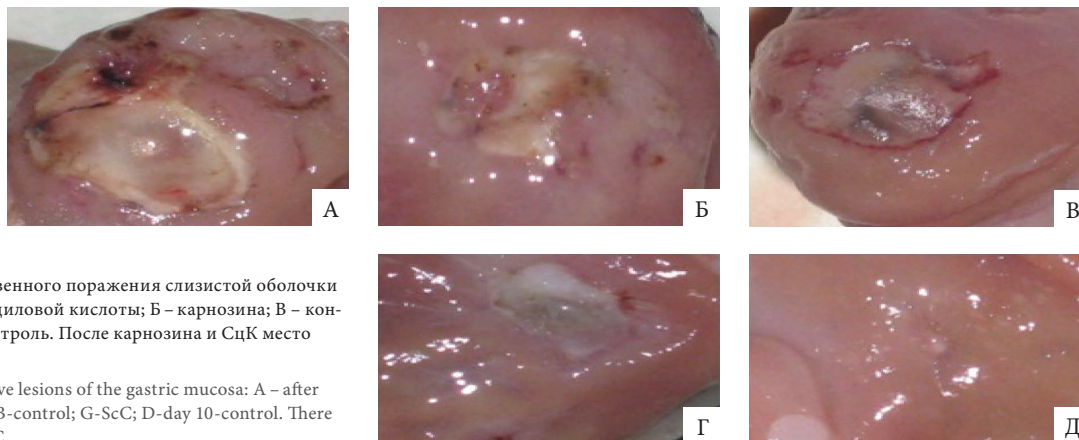 А
Б
В
венного поражения слизистой оболочки
циловой кислоты; Б – карнозина; В – кон-
троль. После карнозина и СцК место
ve lesions of the gastric mucosa: A – after
3-control; G-ScC; D-day 10-control. There
Г
Д